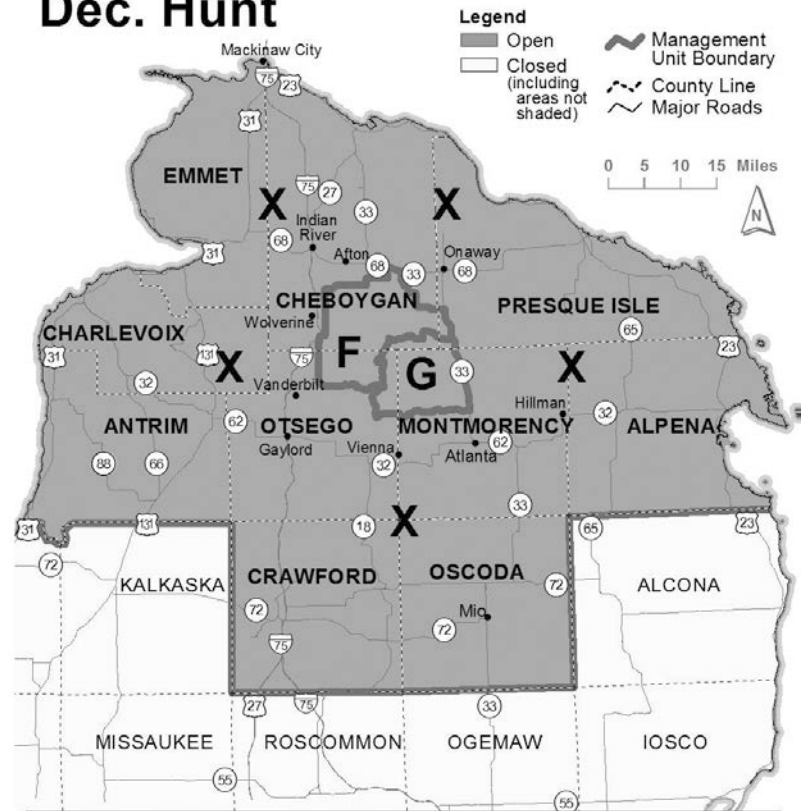 Dec. Hunt
Legend
Open
Closed
(including
areas not
shaded)
Management
Unit Boundary
County Line
Major Roads
0 5 10 15 Miles
N
Mackinaw City
75
23
31
EMMET
X
75
27
33
X
Indian
River
68
31
Afton
68
33
Onaway
68
CHEBOYGAN
PRESQUE ISLE
Wolverine
CHARLEVOIX
65
31
131
X
75
F
G
33
X
23
32
Vanderbilt
Hillman
32
62
ANTRIM
OTSEGO
MONTMORENCY
ALPENA
Gaylord
Vienna
62
Atlanta
88
66
32
33
31
131
18
X
65
23
72
KALKASKA
CRAWFORD
OSCODA
72
ALCONA
72
Mio
72
75
27
75
33
MISSAUKEE
ROSCOMMON
OGEMAW
IOSCO
55
55